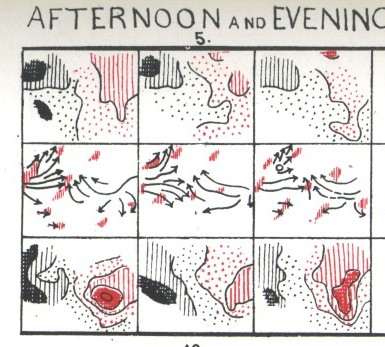 AFTERNOON AND EVENING
5.